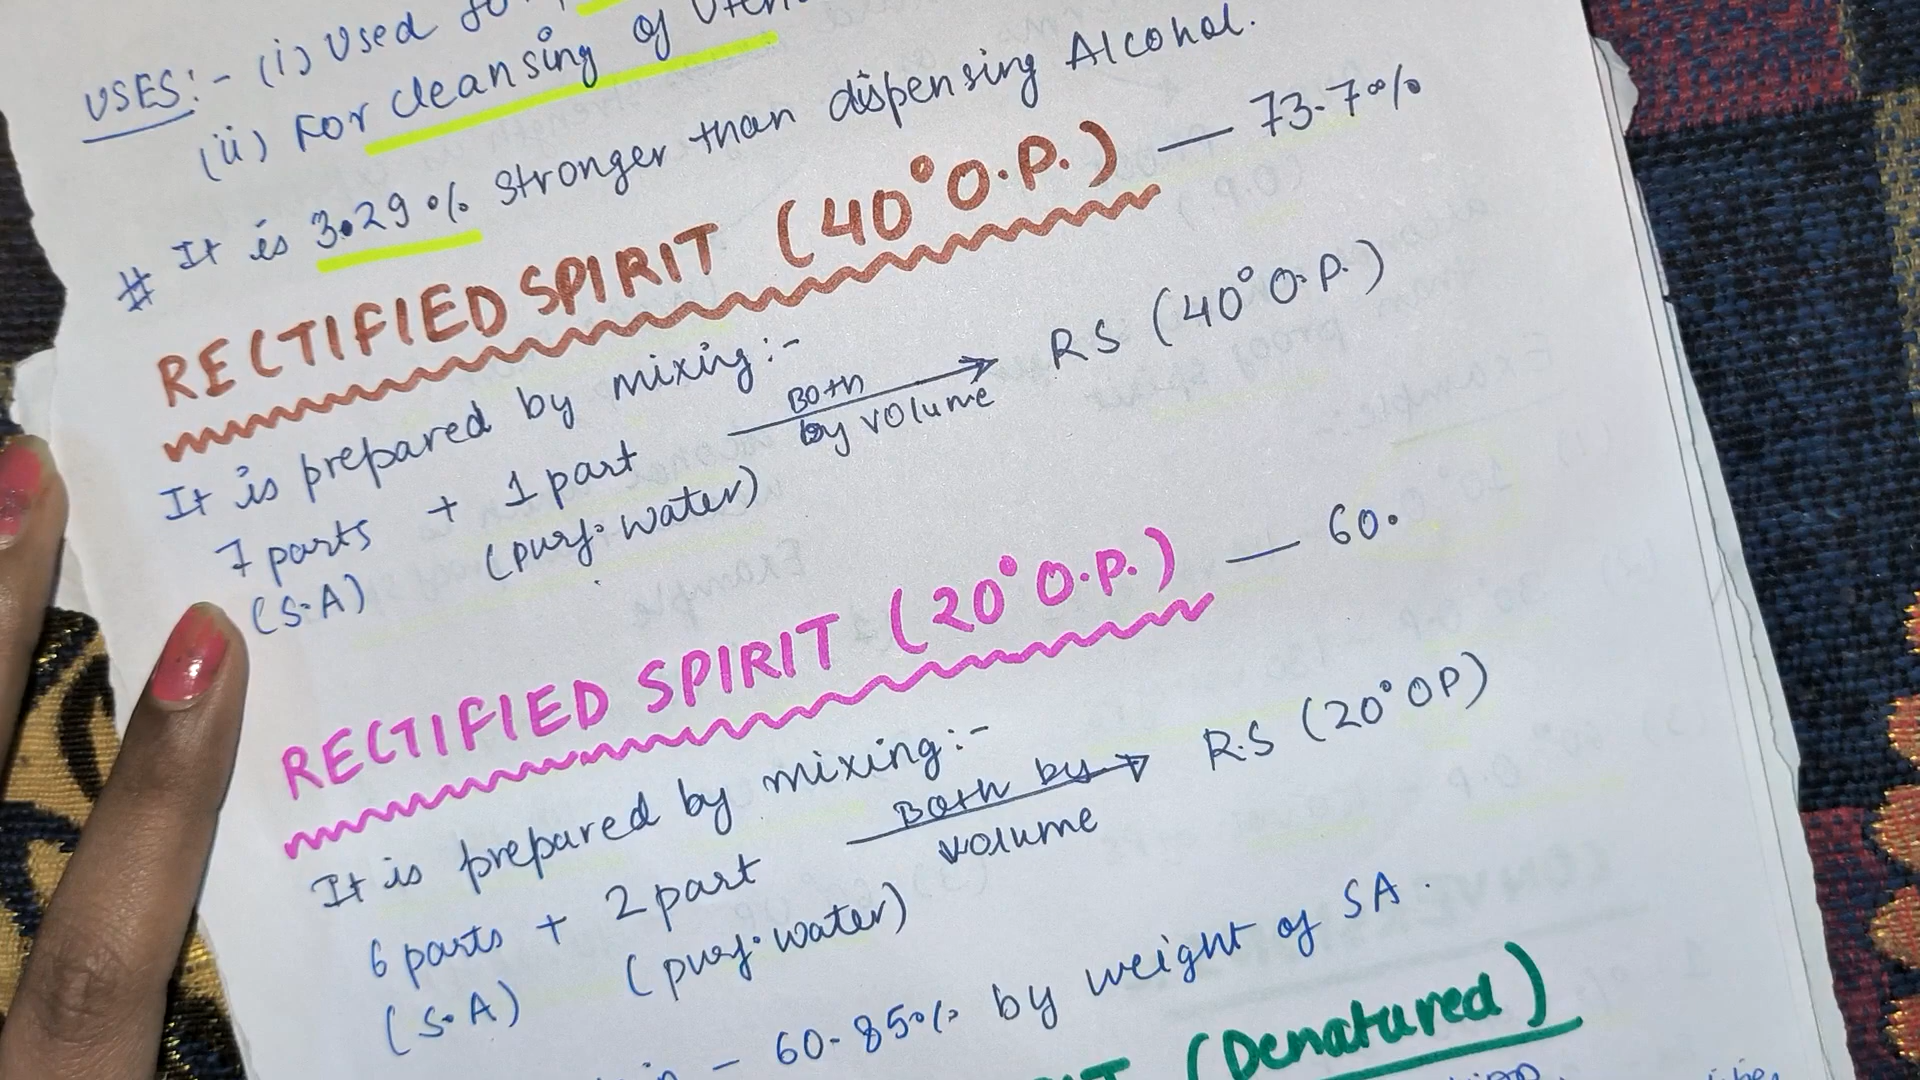 USES:- (i) Used
(ii) For cleansing of
# It is 3.29% stronger than dispensing Alcohol.
RECTIFIED SPIRIT (40° O.P.) — 73.7%
It is prepared by mixing:-
7 parts + 1 part Both by volume → RS (40° O.P.)
(S.A) (purf. water)
RECTIFIED SPIRIT (20° O.P.) — 60.
It is prepared by mixing:-
6 parts + 2 part Both by volume → R.S (20° OP)
(S.A) (purf. water)
- 60.85% by weight of SA.
(Denatured)